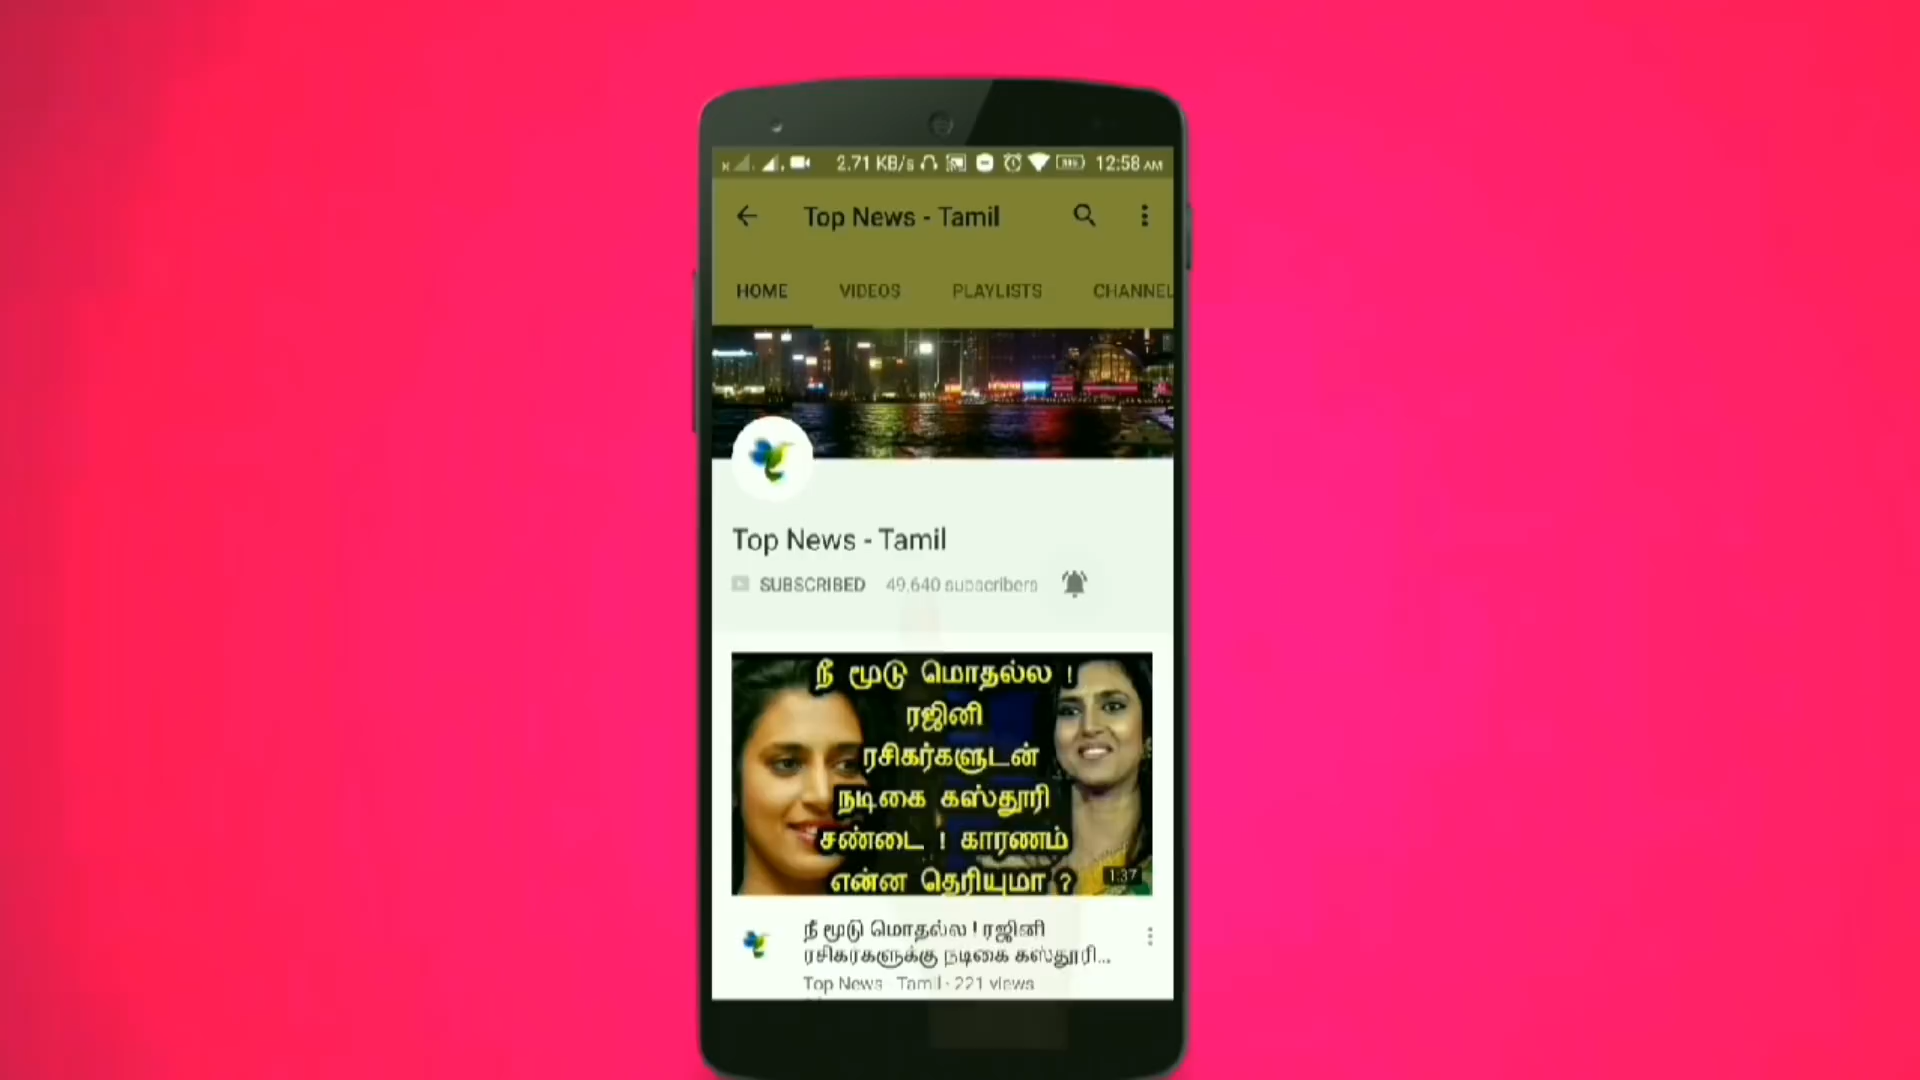 2.71 KB/s 12:58 AM
Top News - Tamil
HOME VIDEOS PLAYLISTS CHANNEL
Top News - Tamil
SUBSCRIBED 49,640 subscribers
நீ மூடு மொதல்ல !
ரஜினி
ரசிகர்களுடன்
நடிகை கஸ்தூரி
சண்டை ! காரணம்
என்ன தெரியுமா ?
1:37
நீ மூடு மொதல்ல ! ரஜினி
ரசிகர்களுக்கு நடிகை கஸ்தூரி...
Top News - Tamil · 221 views